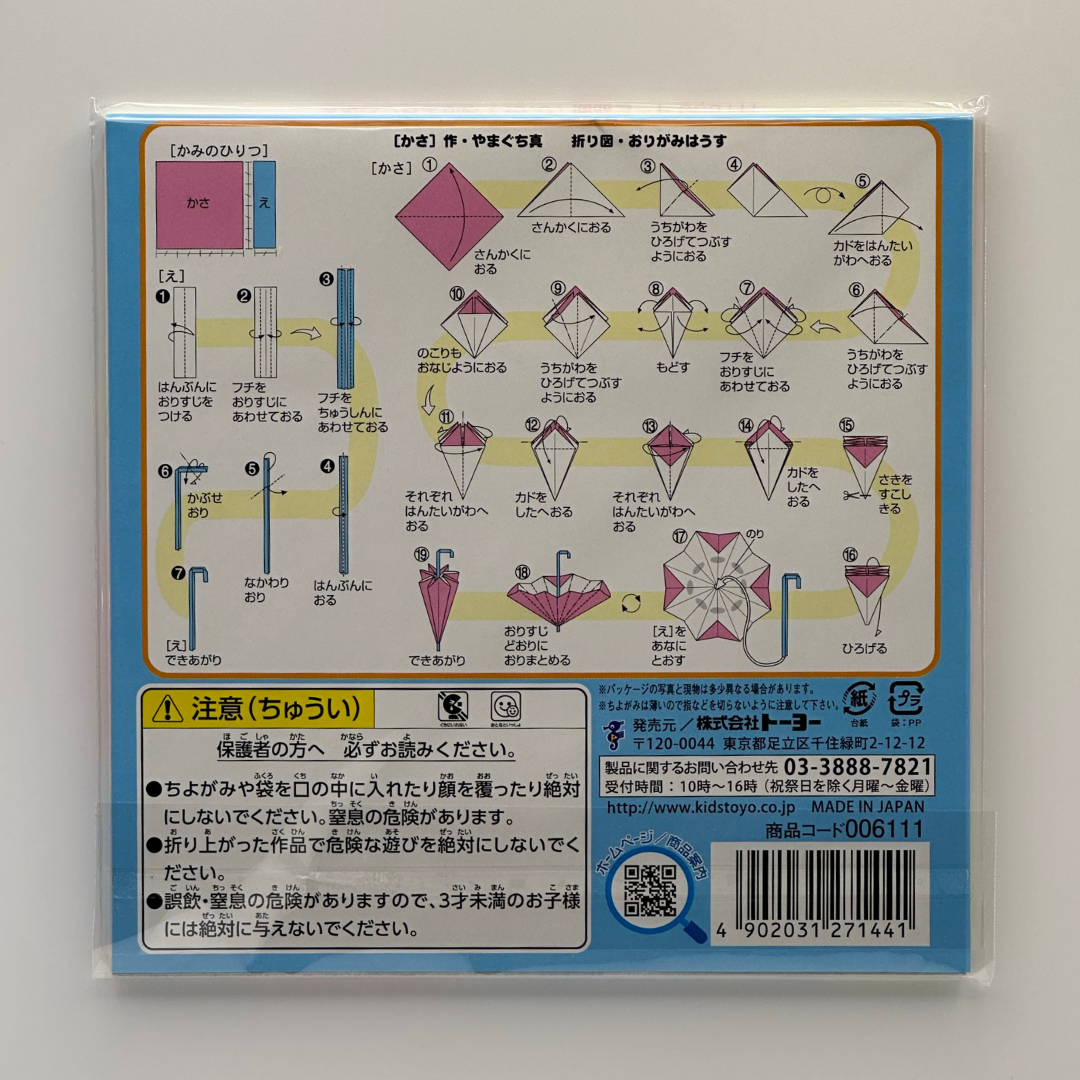 [かさ] 作・やまぐち真 折り図・おりがみはうす
[かみのひりつ]
かさ
え
[かさ]
①
さんかくに
おる
②
さんかくにおる
③
うちがわを
ひろげてつぶす
ようにおる
④
⑤
カドをはんたい
がわへおる
⑥
うちがわを
ひろげてつぶす
ようにおる
⑦
フチを
おりすじに
あわせておる
⑧
もどす
⑨
うちがわを
ひろげてつぶす
ようにおる
⑩
のこりも
おなじようにおる
⑪
それぞれ
はんたいがわへ
おる
⑫
カドを
したへおる
⑬
それぞれ
はんたいがわへ
おる
⑭
カドを
したへ
おる
⑮
さきを
すこし
きる
⑯
ひろげる
⑰
のり
[え]を
あなに
とおす
⑱
おりすじ
どおりに
おりまとめる
⑲
できあがり
[え]
❶
はんぶんに
おりすじを
つける
❷
フチを
おりすじに
あわせておる
❸
フチを
ちゅうしんに
あわせておる
❹
はんぶんに
おる
❺
なかわり
おり
❻
かぶせ
おり
❼
[え]
できあがり
注意(ちゅうい)
保護者の方へ 必ずお読みください。
●ちよがみや袋を口の中に入れたり顔を覆ったり絶対
にしないでください。窒息の危険があります。
●折り上がった作品で危険な遊びを絶対にしないでく
ださい。
●誤飲・窒息の危険がありますので、3才未満のお子様
には絶対に与えないでください。
※パッケージの写真と現物は多少異なる場合があります。
※ちよがみは薄いので指などを切らないように注意して下さい。
紙
台紙
プラ
袋:PP
発売元/株式会社トーヨー
〒120-0044 東京都足立区千住緑町2-12-12
製品に関するお問い合わせ先 03-3888-7821
受付時間:10時〜16時(祝祭日を除く月曜〜金曜)
http://www.kidstoyo.co.jp MADE IN JAPAN
商品コード006111
ホームページ/商品案内
4 902031 271441